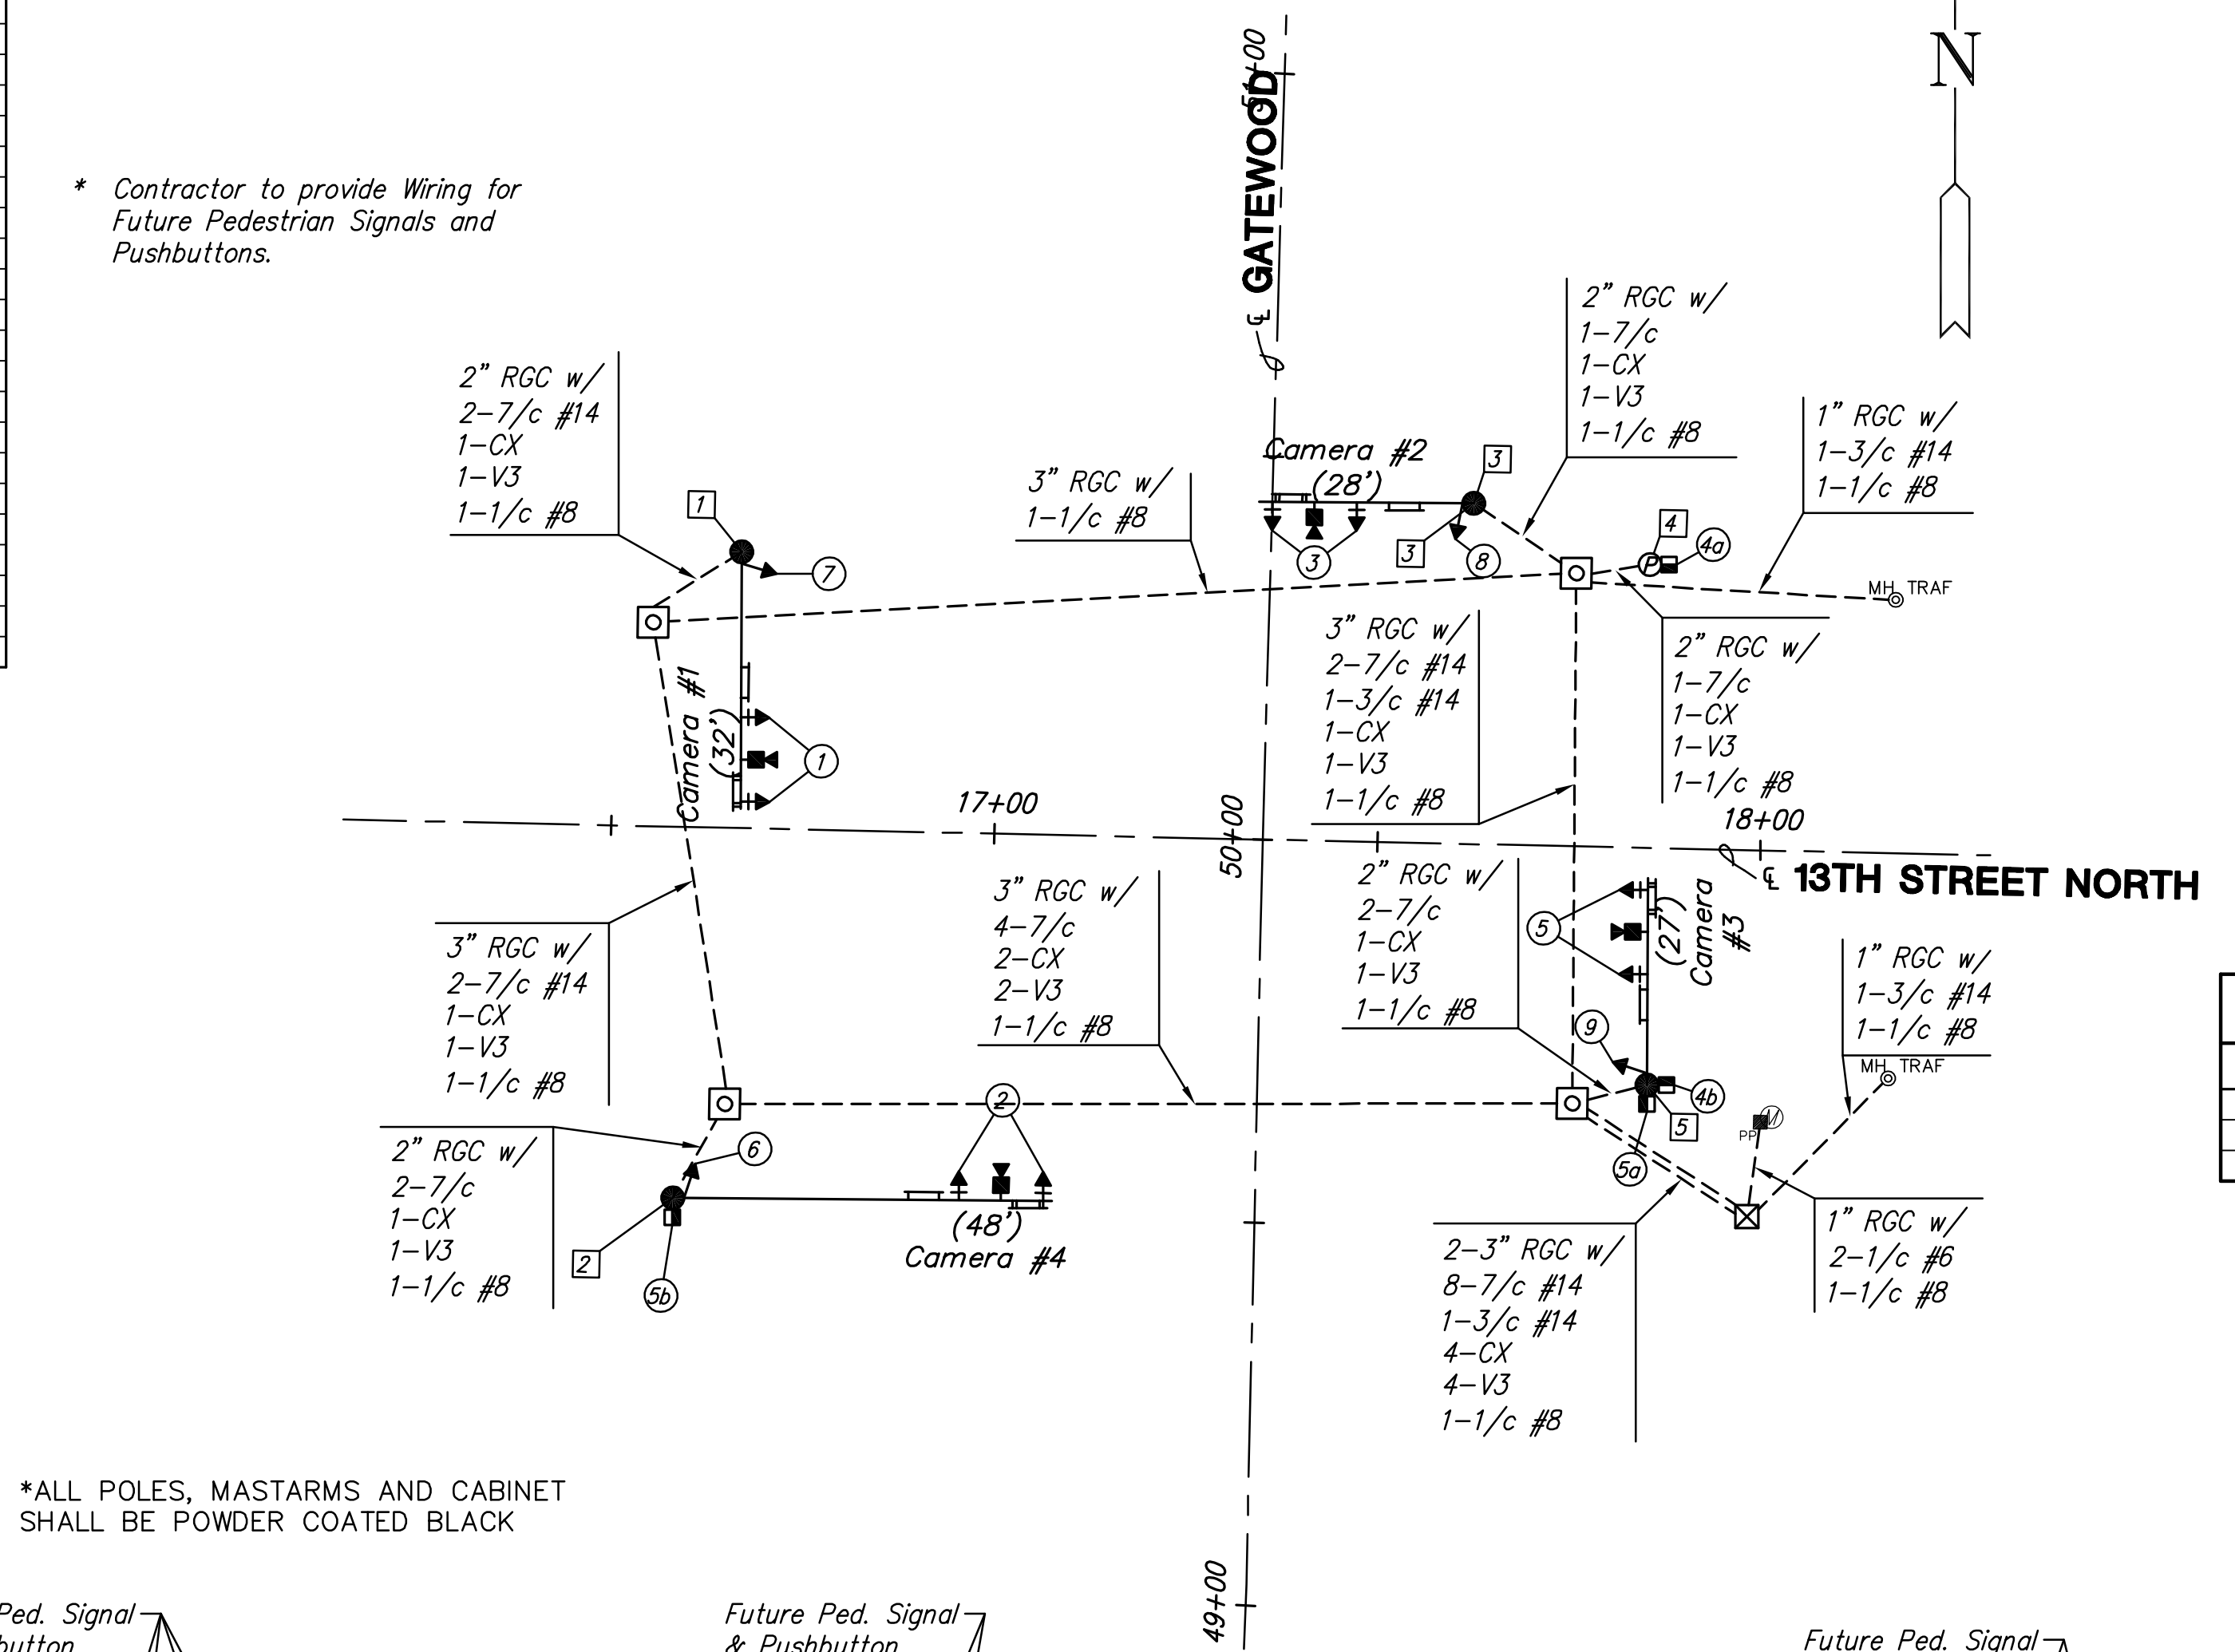 N
51+00
℄ GATEWOOD
* Contractor to provide Wiring for
Future Pedestrian Signals and
Pushbuttons.
2" RGC w/
1-7/c
1-CX
1-V3
1-1/c #8
2" RGC w/
2-7/c #14
1-CX
1-V3
1-1/c #8
1" RGC w/
1-3/c #14
1-1/c #8
3" RGC w/
1-1/c #8
Camera #2
(28')
3
3
3
8
4
4a
1
7
MH TRAF
3" RGC w/
2-7/c #14
1-3/c #14
1-CX
1-V3
1-1/c #8
2" RGC w/
1-7/c
1-CX
1-V3
1-1/c #8
P
Camera #1
(32')
1
17+00
50+00
18+00
℄ 13TH STREET NORTH
3" RGC w/
2-7/c #14
1-CX
1-V3
1-1/c #8
3" RGC w/
4-7/c
2-CX
2-V3
1-1/c #8
2" RGC w/
2-7/c
1-CX
1-V3
1-1/c #8
5
(27')
Camera
#3
1" RGC w/
1-3/c #14
1-1/c #8
MH TRAF
9
4b
5
5a
PP
M
2
6
2" RGC w/
2-7/c
1-CX
1-V3
1-1/c #8
2
5b
(48')
Camera #4
2-3" RGC w/
8-7/c #14
1-3/c #14
4-CX
4-V3
1-1/c #8
1" RGC w/
2-1/c #6
1-1/c #8
*ALL POLES, MASTARMS AND CABINET
SHALL BE POWDER COATED BLACK
49+00
Ped. Signal
button
Future Ped. Signal
& Pushbutton
Future Ped. Signal